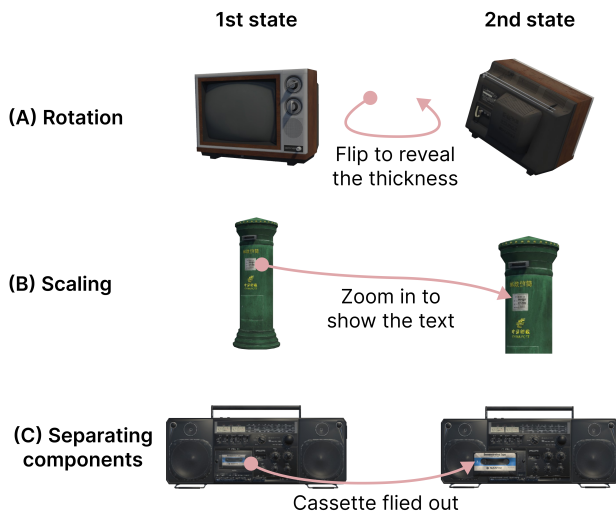 1st state
2nd state
(A) Rotation
Flip to reveal
the thickness
(B) Scaling
Zoom in to
show the text
(C) Separating
components
Cassette flied out